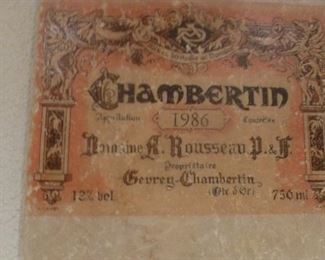 Chambertin
Appellation 1986 Contrôlée
Domaine A. Rousseau P. & F.
Propriétaire
Gevrey-Chambertin
(Côte d'Or)
12% vol. 750 ml